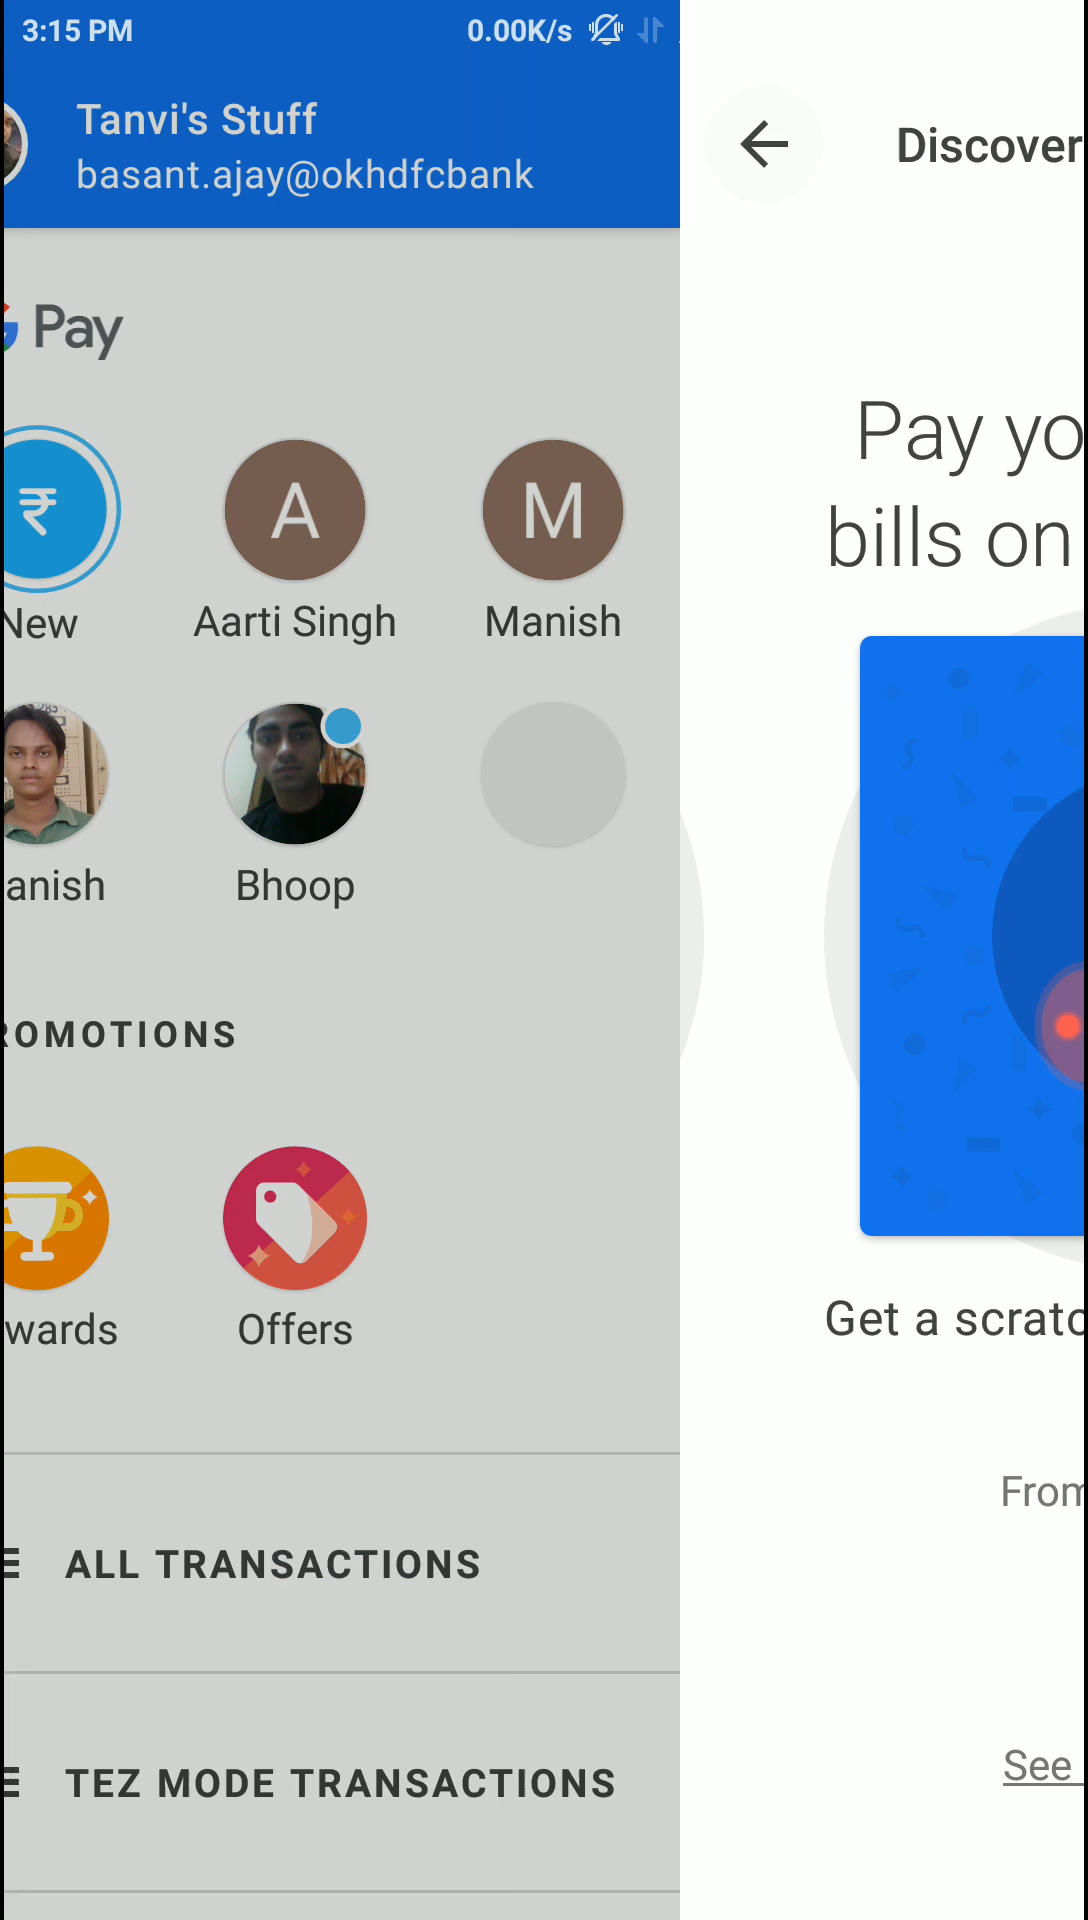 3:15 PM
0.00K/s
Tanvi's Stuff
basant.ajay@okhdfcbank
Pay
₹
A
M
New
Aarti Singh
Manish
anish
Bhoop
ROMOTIONS
wards
Offers
ALL TRANSACTIONS
TEZ MODE TRANSACTIONS
Discover
Pay yo
bills on
Get a scratc
From
See